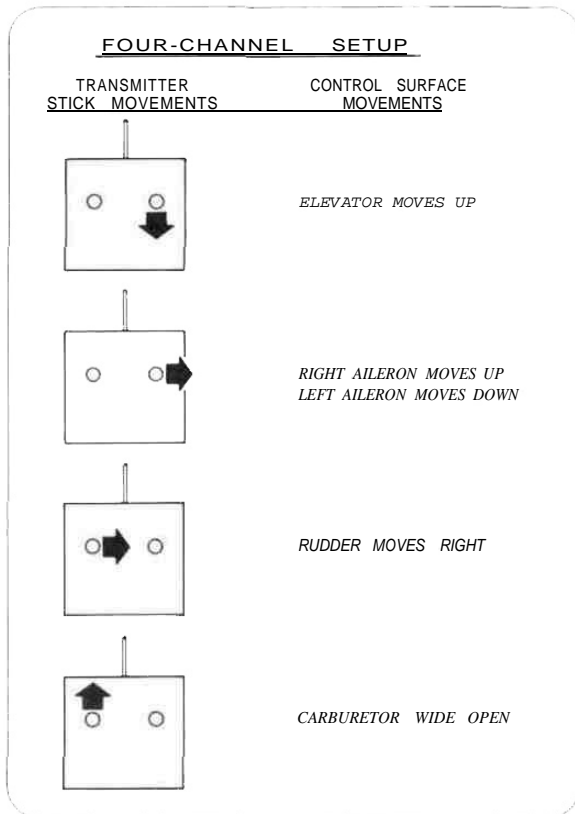 FOUR-CHANNEL SETUP
TRANSMITTER
STICK MOVEMENTS
CONTROL SURFACE
MOVEMENTS
ELEVATOR MOVES UP
RIGHT AILERON MOVES UP
LEFT AILERON MOVES DOWN
RUDDER MOVES RIGHT
CARBURETOR WIDE OPEN